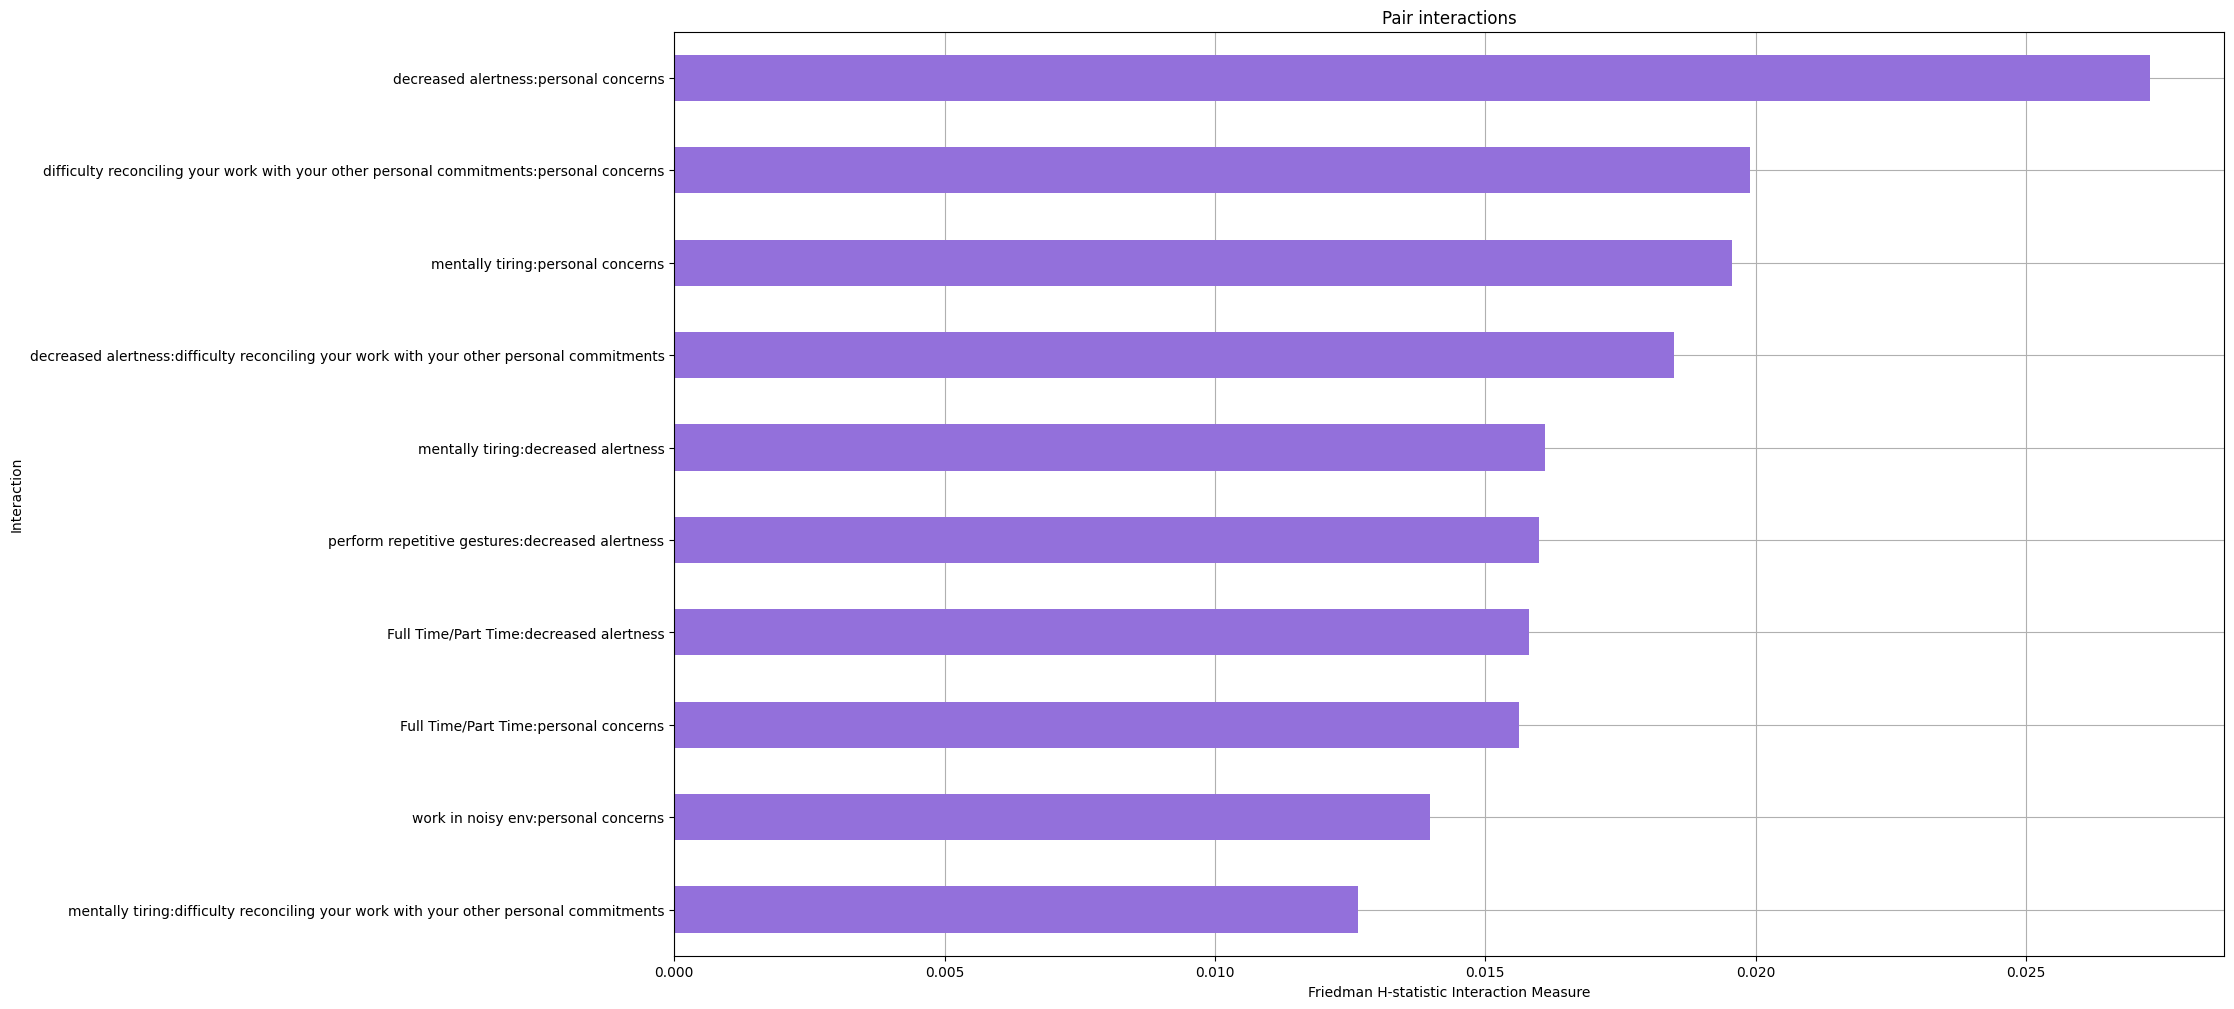 Pair interactions
decreased alertness:personal concerns
difficulty reconciling your work with your other personal commitments:personal concerns
mentally tiring:personal concerns
decreased alertness:difficulty reconciling your work with your other personal commitments
mentally tiring:decreased alertness
perform repetitive gestures:decreased alertness
Full Time/Part Time:decreased alertness
Full Time/Part Time:personal concerns
work in noisy env:personal concerns
mentally tiring:difficulty reconciling your work with your other personal commitments
Interaction
0.000 0.005 0.010 0.015 0.020 0.025
Friedman H-statistic Interaction Measure